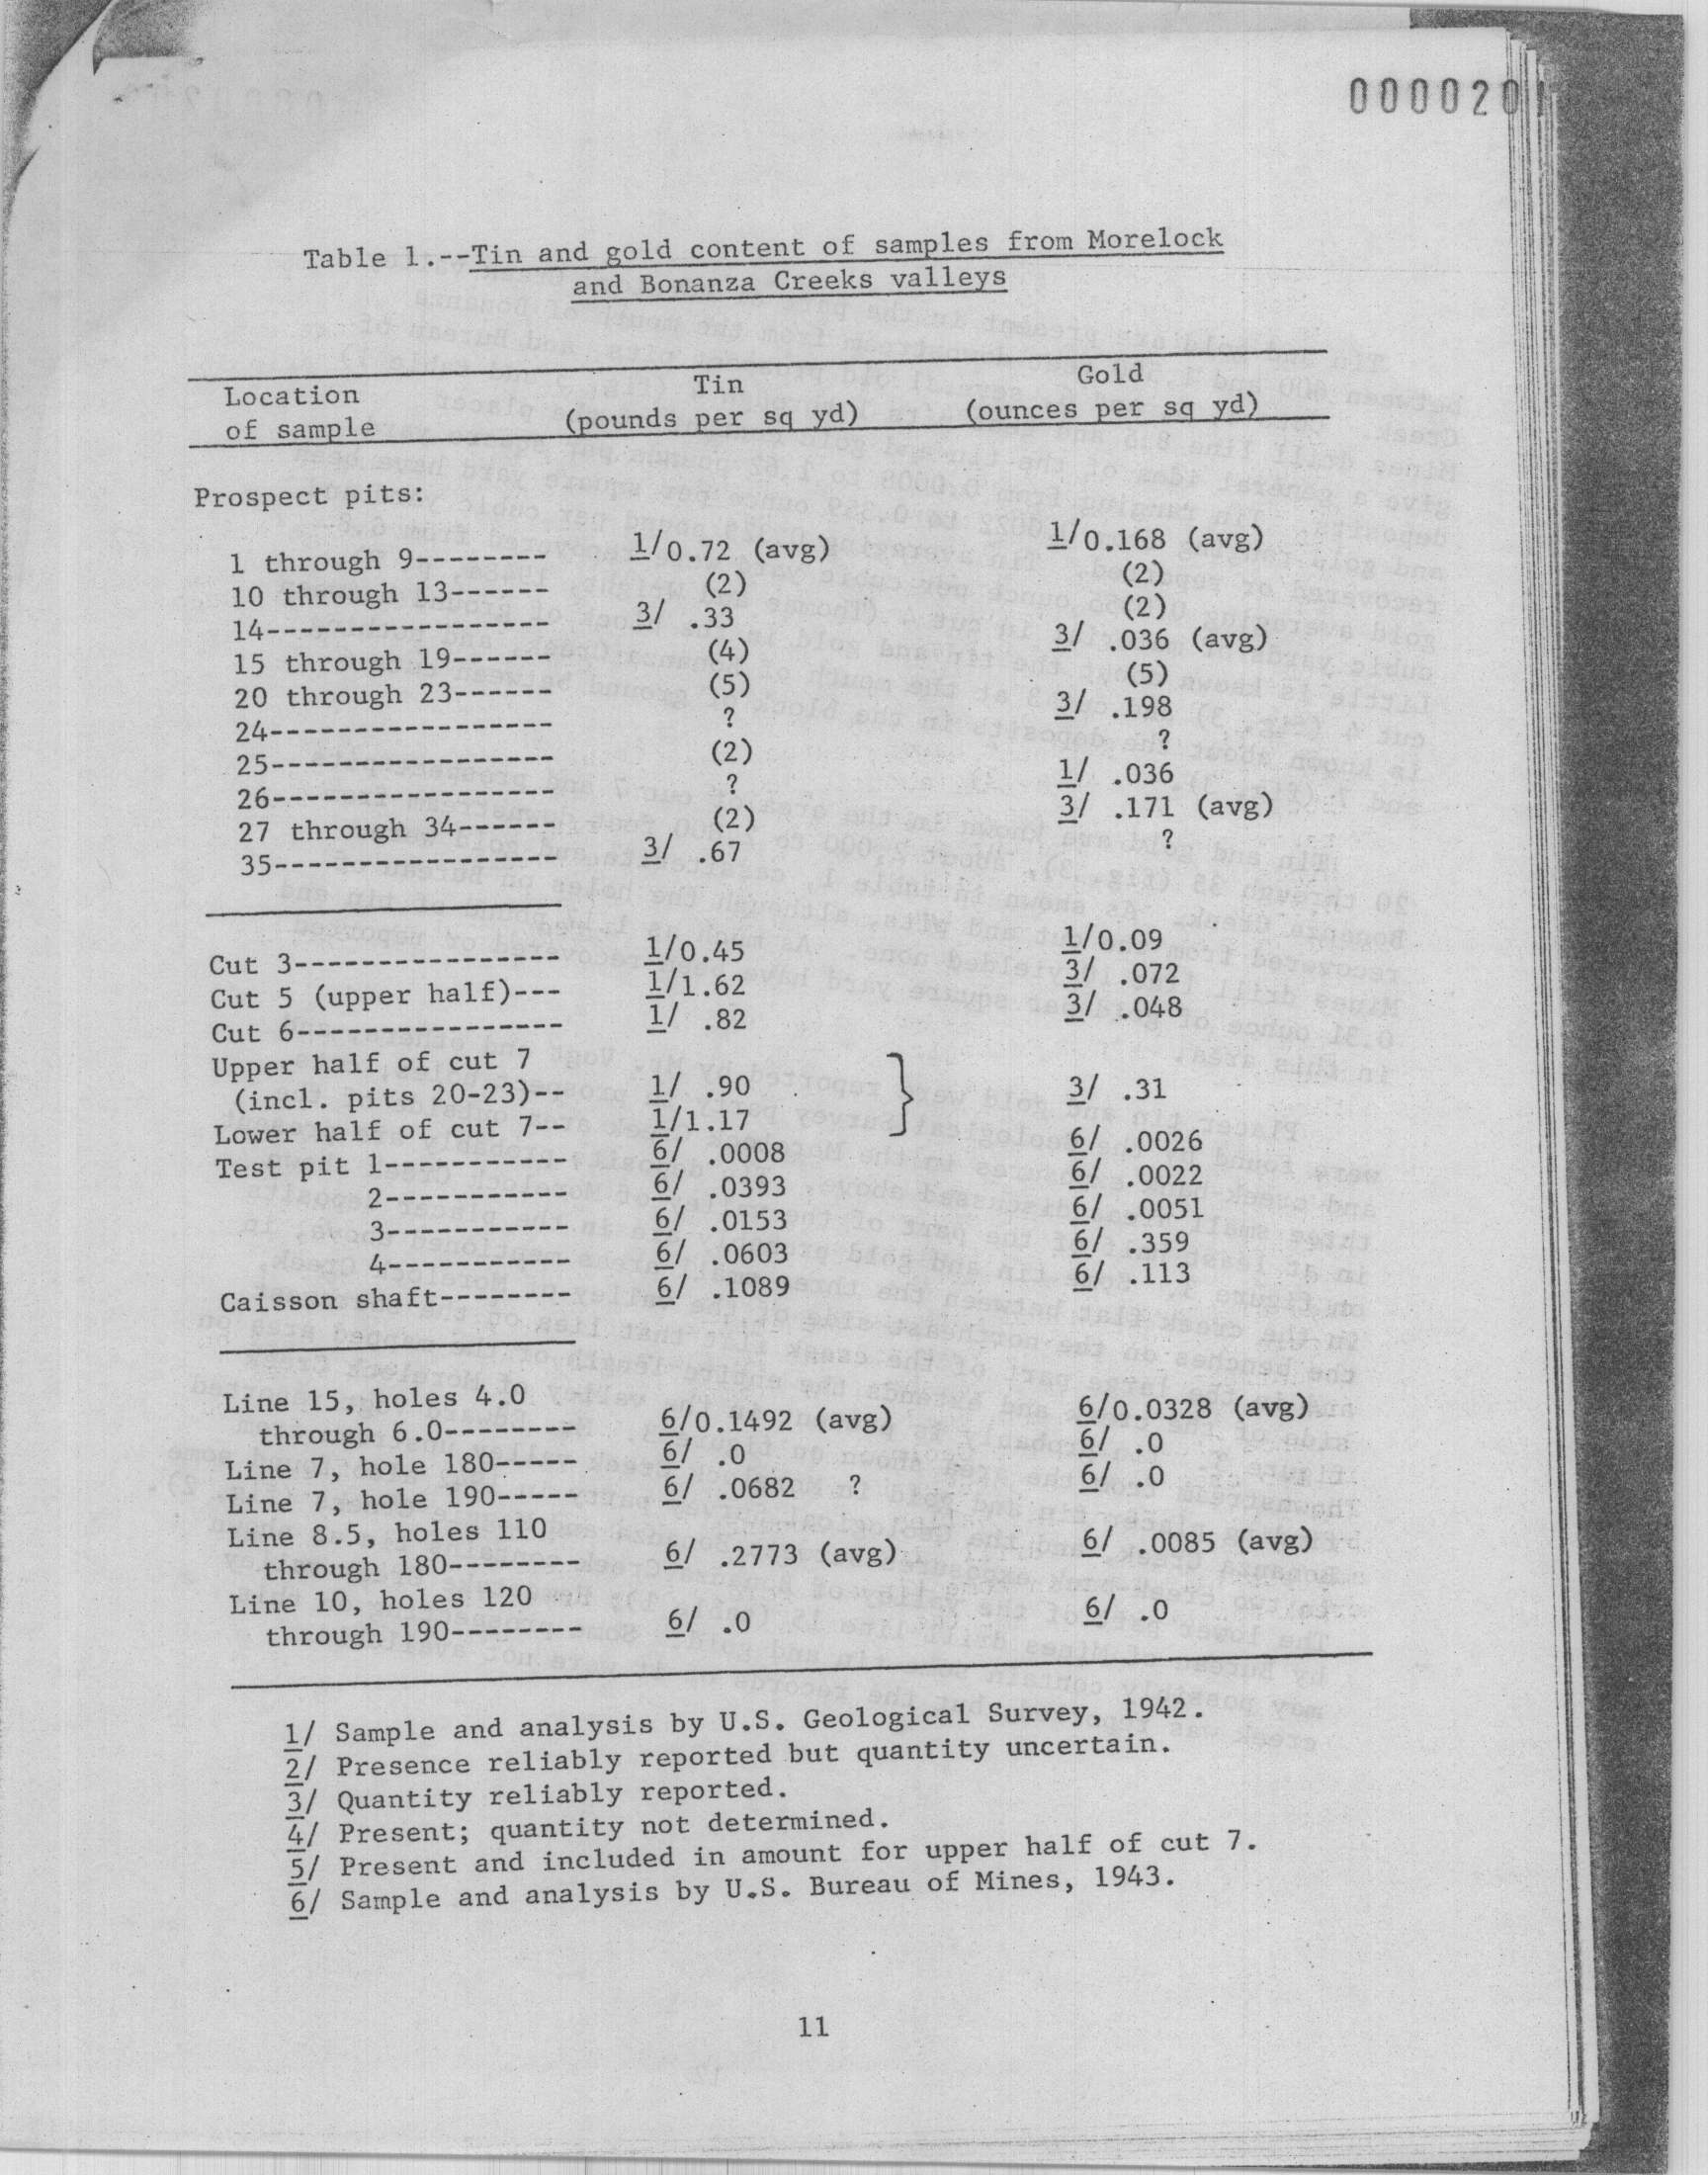 000020
Table 1.--Tin and gold content of samples from Morelock
and Bonanza Creeks valleys
Location Tin Gold
of sample (pounds per sq yd) (ounces per sq yd)
Prospect pits:
1 through 9-------- 1/0.72 (avg) 1/0.168 (avg)
10 through 13------ (2) (2)
14----------------- 3/ .33 (2)
15 through 19------ (4) 3/ .036 (avg)
20 through 23------ (5) (5)
24----------------- ? 3/ .198
25----------------- (2) ?
26----------------- ? 1/ .036
27 through 34------ (2) 3/ .171 (avg)
35----------------- 3/ .67 ?
Cut 3---------------- 1/0.45 1/0.09
Cut 5 (upper half)--- 1/1.62 3/ .072
Cut 6---------------- 1/ .82 3/ .048
Upper half of cut 7
(incl. pits 20-23)-- 1/ .90 } 3/ .31
Lower half of cut 7-- 1/1.17
Test pit 1----------- 6/ .0008 6/ .0026
2----------- 6/ .0393 6/ .0022
3----------- 6/ .0153 6/ .0051
4----------- 6/ .0603 6/ .359
Caisson shaft-------- 6/ .1089 6/ .113
Line 15, holes 4.0
through 6.0-------- 6/0.1492 (avg) 6/0.0328 (avg)
Line 7, hole 180----- 6/ .0 6/ .0
Line 7, hole 190----- 6/ .0682 ? 6/ .0
Line 8.5, holes 110
through 180-------- 6/ .2773 (avg) 6/ .0085 (avg)
Line 10, holes 120
through 190-------- 6/ .0 6/ .0
1/ Sample and analysis by U.S. Geological Survey, 1942.
2/ Presence reliably reported but quantity uncertain.
3/ Quantity reliably reported.
4/ Present; quantity not determined.
5/ Present and included in amount for upper half of cut 7.
6/ Sample and analysis by U.S. Bureau of Mines, 1943.
11